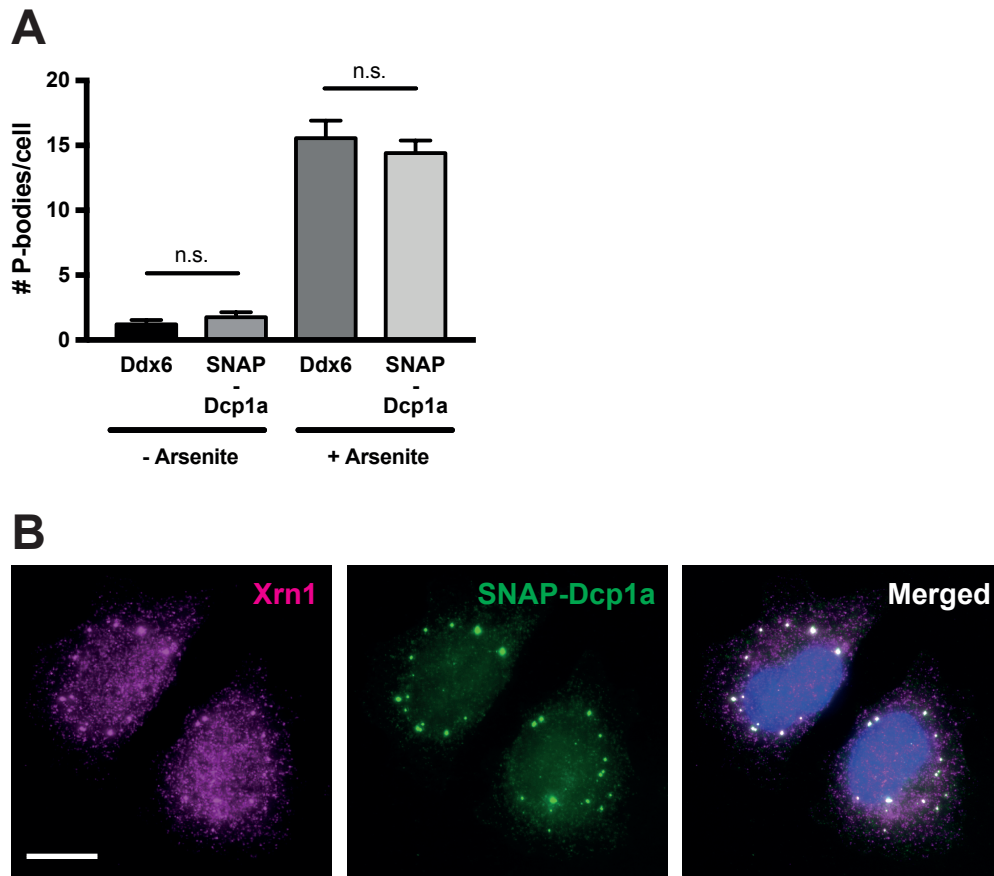 A
# P-bodies/cell
20
15
10
5
0
n.s.
n.s.
Ddx6
SNAP
-
Dcp1a
Ddx6
SNAP
-
Dcp1a
- Arsenite
+ Arsenite
B
Xrn1
SNAP-Dcp1a
Merged